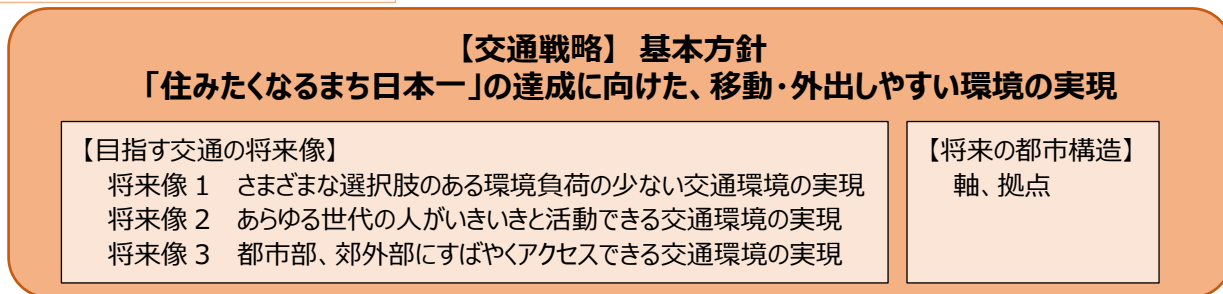 【交通戦略】 基本方針
「住みたくなるまち日本一」の達成に向けた、移動・外出しやすい環境の実現
【目指す交通の将来像】
将来像１　さまざまな選択肢のある環境負荷の少ない交通環境の実現
将来像２　あらゆる世代の人がいきいきと活動できる交通環境の実現
将来像３　都市部、郊外部にすばやくアクセスできる交通環境の実現
【将来の都市構造】
軸、拠点